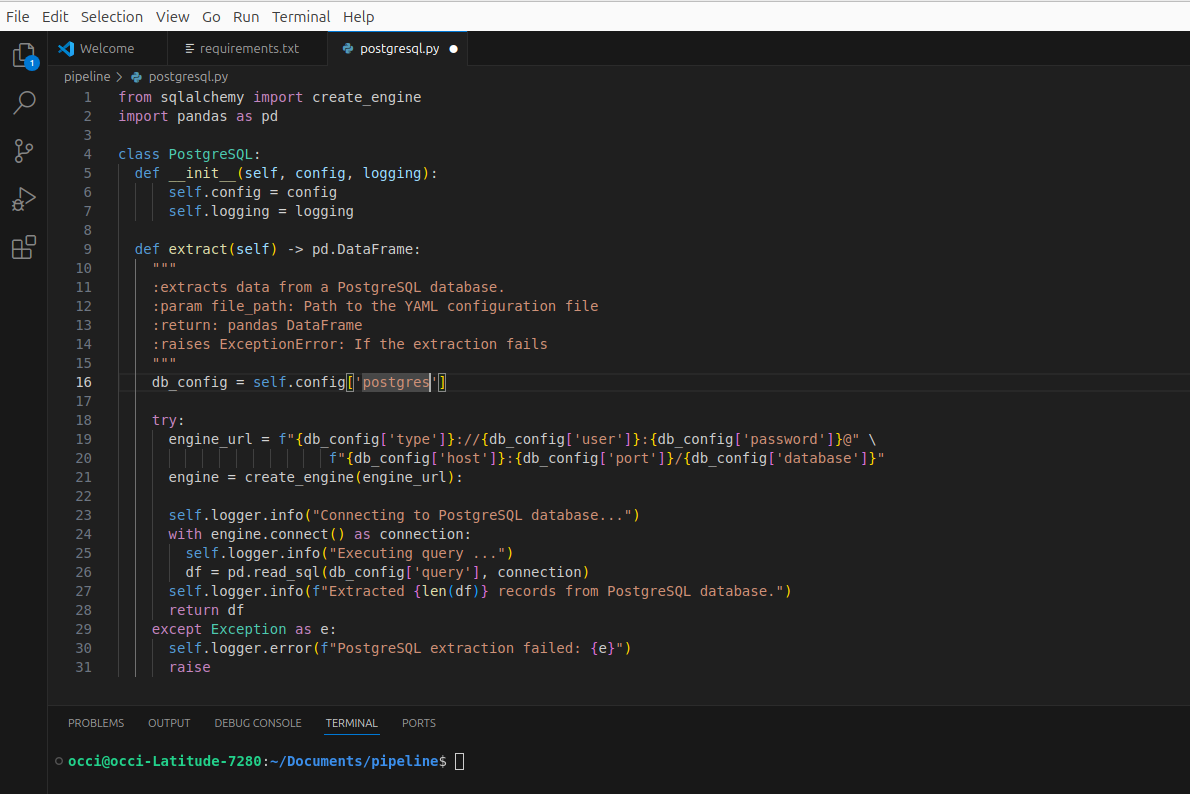 File Edit Selection View Go Run Terminal Help
Welcome requirements.txt postgresql.py
1
pipeline > postgresql.py
1 from sqlalchemy import create_engine
2 import pandas as pd
3
4 class PostgreSQL:
5 def __init__(self, config, logging):
6 self.config = config
7 self.logging = logging
8
9 def extract(self) -> pd.DataFrame:
10 """
11 :extracts data from a PostgreSQL database.
12 :param file_path: Path to the YAML configuration file
13 :return: pandas DataFrame
14 :raises ExceptionError: If the extraction fails
15 """
16 db_config = self.config['postgres']
17
18 try:
19 engine_url = f"{db_config['type']}://{db_config['user']}:{db_config['password']}@" \
20 f"{db_config['host']}:{db_config['port']}/{db_config['database']}"
21 engine = create_engine(engine_url):
22
23 self.logger.info("Connecting to PostgreSQL database...")
24 with engine.connect() as connection:
25 self.logger.info("Executing query ...")
26 df = pd.read_sql(db_config['query'], connection)
27 self.logger.info(f"Extracted {len(df)} records from PostgreSQL database.")
28 return df
29 except Exception as e:
30 self.logger.error(f"PostgreSQL extraction failed: {e}")
31 raise
PROBLEMS OUTPUT DEBUG CONSOLE TERMINAL PORTS
occi@occi-Latitude-7280:~/Documents/pipeline$